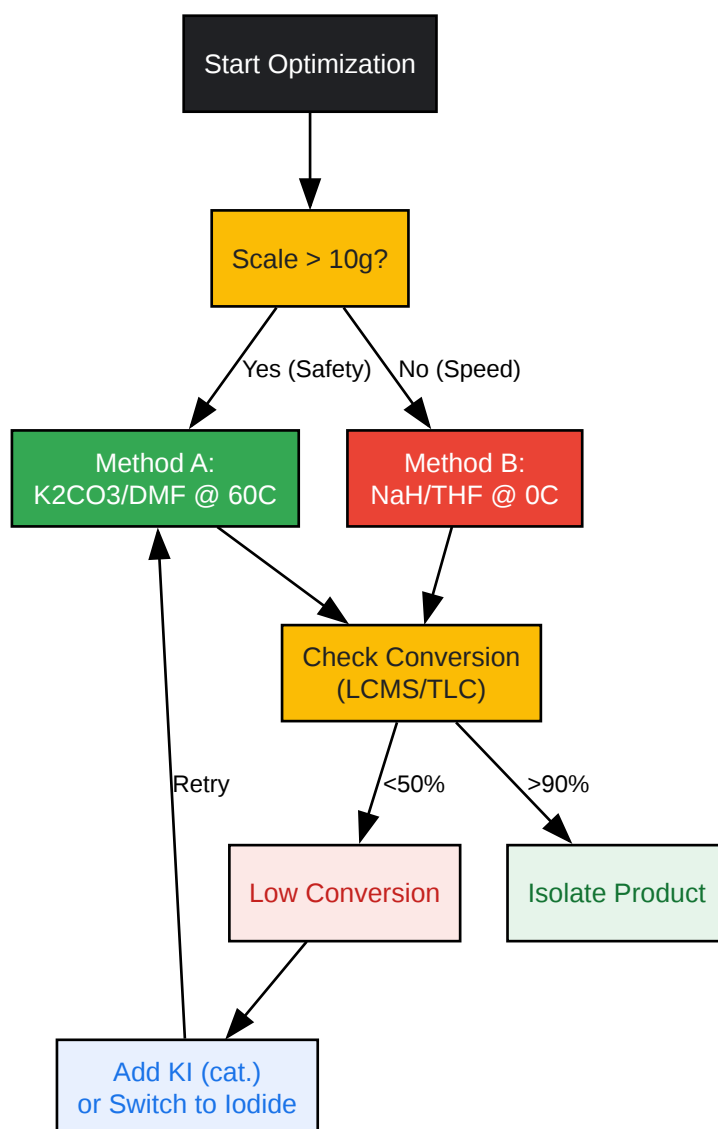 Start Optimization
Scale > 10g?
Yes (Safety)
No (Speed)
Method A:
K2CO3/DMF @ 60C
Method B:
NaH/THF @ 0C
Check Conversion
(LCMS/TLC)
Retry
<50%
>90%
Low Conversion
Isolate Product
Add KI (cat.)
or Switch to Iodide